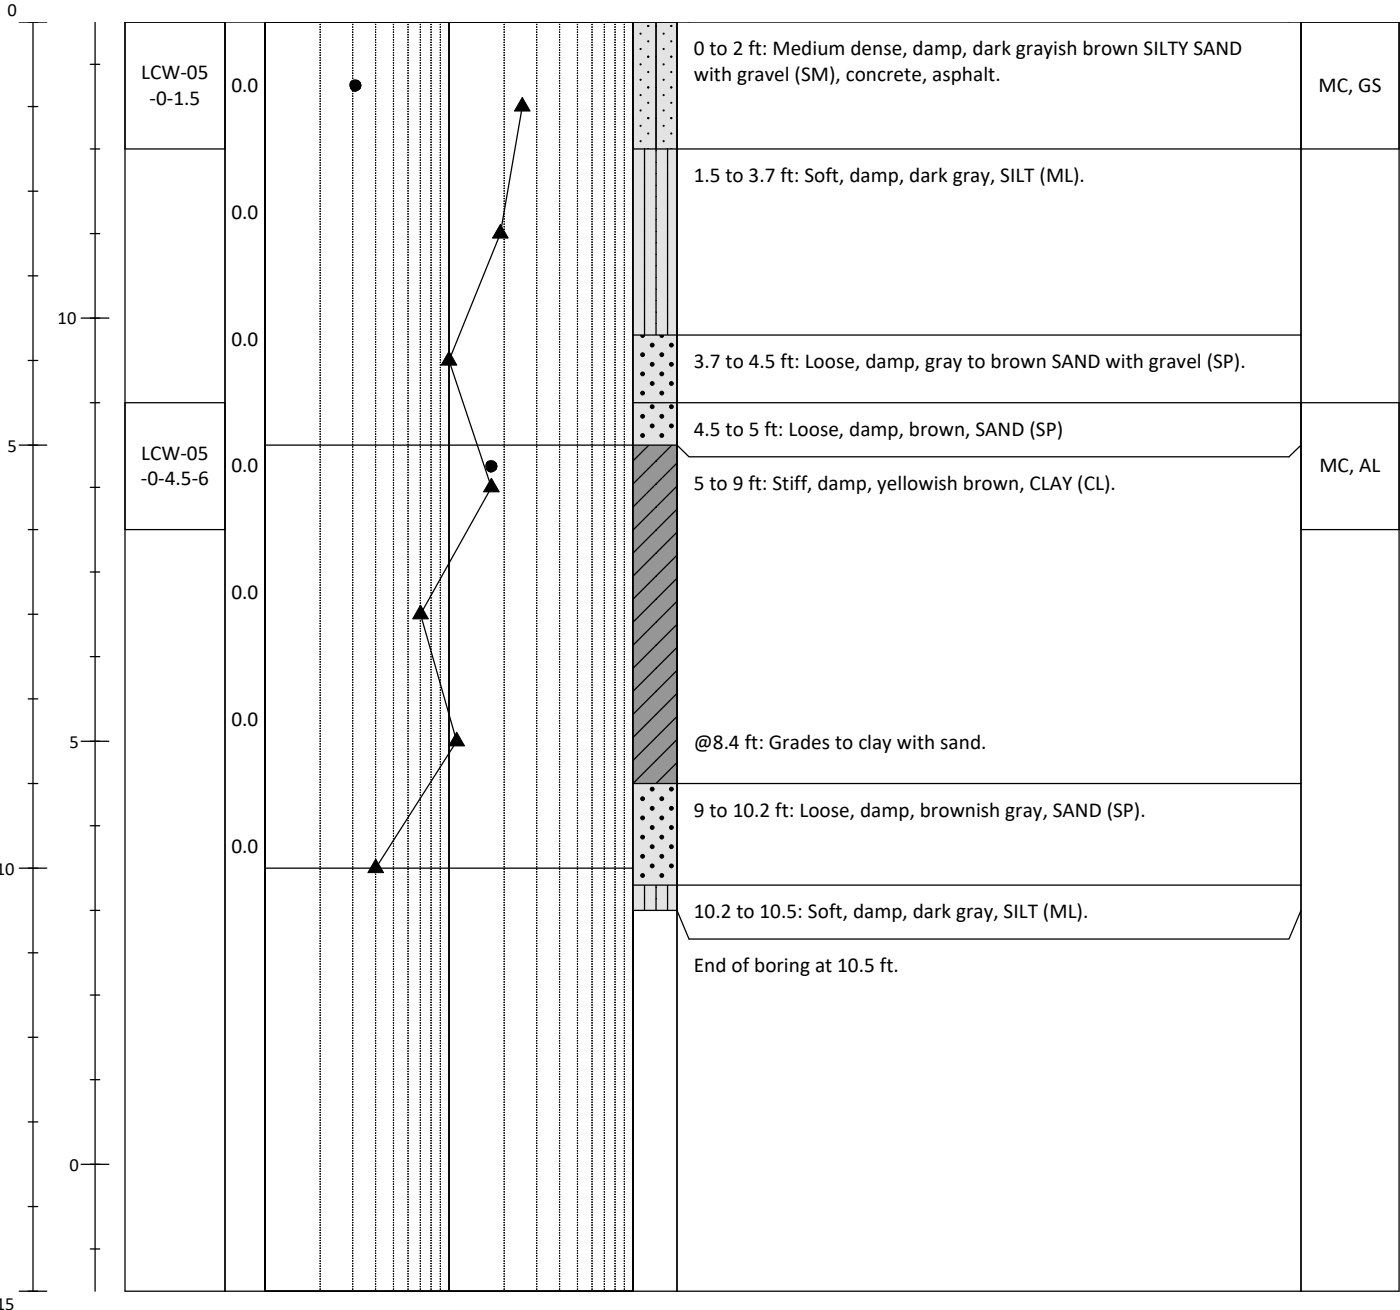 0
LCW-05
-0-1.5
0.0
0 to 2 ft: Medium dense, damp, dark grayish brown SILTY SAND
with gravel (SM), concrete, asphalt.
MC, GS
1.5 to 3.7 ft: Soft, damp, dark gray, SILT (ML).
0.0
10
0.0
3.7 to 4.5 ft: Loose, damp, gray to brown SAND with gravel (SP).
4.5 to 5 ft: Loose, damp, brown, SAND (SP)
5
LCW-05
-0-4.5-6
0.0
MC, AL
5 to 9 ft: Stiff, damp, yellowish brown, CLAY (CL).
0.0
0.0
5
@8.4 ft: Grades to clay with sand.
9 to 10.2 ft: Loose, damp, brownish gray, SAND (SP).
0.0
10
10.2 to 10.5: Soft, damp, dark gray, SILT (ML).
End of boring at 10.5 ft.
0
15